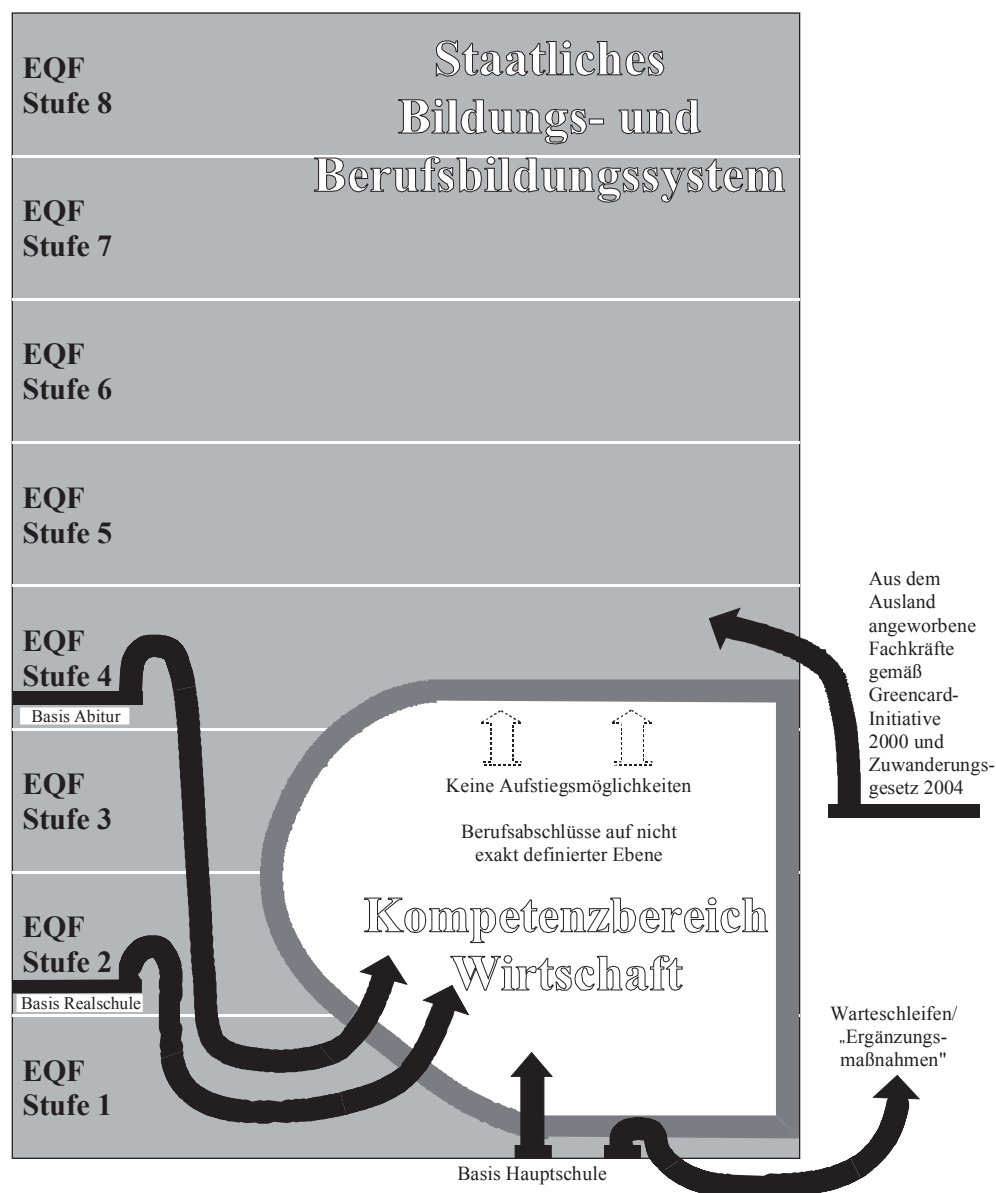 Staatliches
Bildungs- und
Berufsbildungssystem
EQF
Stufe 8
EQF
Stufe 7
EQF
Stufe 6
EQF
Stufe 5
EQF
Stufe 4
Basis Abitur
EQF
Stufe 3
EQF
Stufe 2
Basis Realschule
EQF
Stufe 1
Keine Aufstiegsmöglichkeiten
Berufsabschlüsse auf nicht
exakt definierter Ebene
Kompetenzbereich
Wirtschaft
Basis Hauptschule
Aus dem
Ausland
angeworbene
Fachkräfte
gemäß
Greencard-
Initiative
2000 und
Zuwanderungs-
gesetz 2004
Warteschleifen/
„Ergänzungs-
maßnahmen"